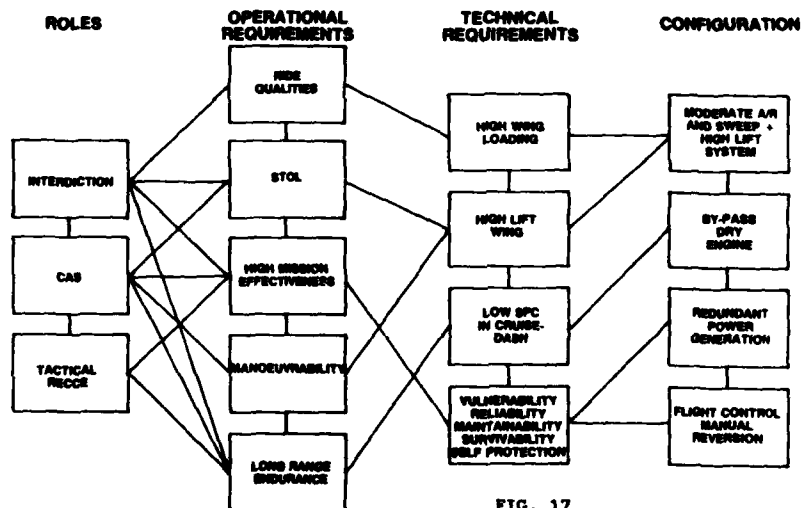 ROLES
OPERATIONAL
REQUIREMENTS
TECHNICAL
REQUIREMENTS
CONFIGURATION
INTERDICTION
CAS
TACTICAL
RECCE
RIDE
QUALITIES
STOL
HIGH MISSION
EFFECTIVENESS
MANOEUVRABILITY
LONG RANGE
ENDURANCE
HIGH WING
LOADING
HIGH LIFT
WING
LOW SFC
IN CRUISE-
DASH
VULNERABILITY
RELIABILITY
MAINTAINABILITY
SURVIVABILITY
SELF PROTECTION
MODERATE A/R
AND SWEEP +
HIGH LIFT
SYSTEM
BY-PASS
DRY
ENGINE
REDUNDANT
POWER
GENERATION
FLIGHT CONTROL
MANUAL
REVERSION
FIG. 17